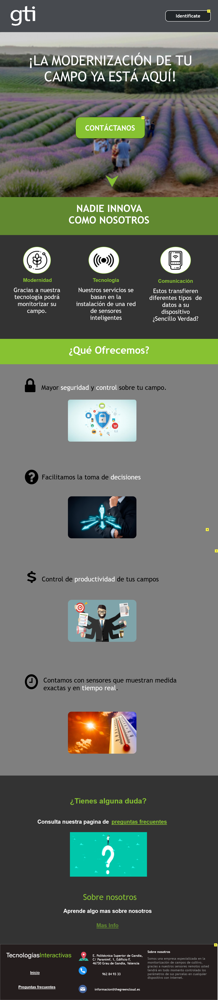 gti
Identificate
2
¡LA MODERNIZACIÓN DE TU
CAMPO YA ESTÁ AQUÍ!
1
CONTÁCTANOS
NADIE INNOVA
COMO NOSOTROS
Modernidad
Gracias a nuestra
tecnología podrá
monitorizar su
campo.
Tecnología
Nuestros servicios se
basan en la
instalación de una red
de sensores
inteligentes
Comunicación
Estos transfieren
diferentes tipos  de
datos a su
dispositivo
¿Sencillo Verdad?
¿Qué Ofrecemos?
Mayor seguridad y control sobre tu campo.
Facilitamos la toma de decisiones
4
3
Control de productividad de tus campos
Contamos con sensores que muestran medida
exactas y en tiempo real.
¿Tienes alguna duda?
Consulta nuestra pagina de preguntas frecuentes
Sobre nosotros
Aprende algo mas sobre nosotros
Mas Info
5
TecnologíasInteractivas
Inicio
Preguntas frecuentes
E. Politécnica Superior de Gandia,
C/ Paranimf, 1, Edificio F,
46730 Grau de Gandia, Valencia
962 84 93 33
informacion@thegreencloud.es
Sobre nosotros
Somos una empresa especializada en la
monitorización de campos de cultivo,
gracias a nuestros sensores remotos usted
tendrá en todo momento controlado los
parámetros de sus parcelas en cualquier
dispositivo con internet.